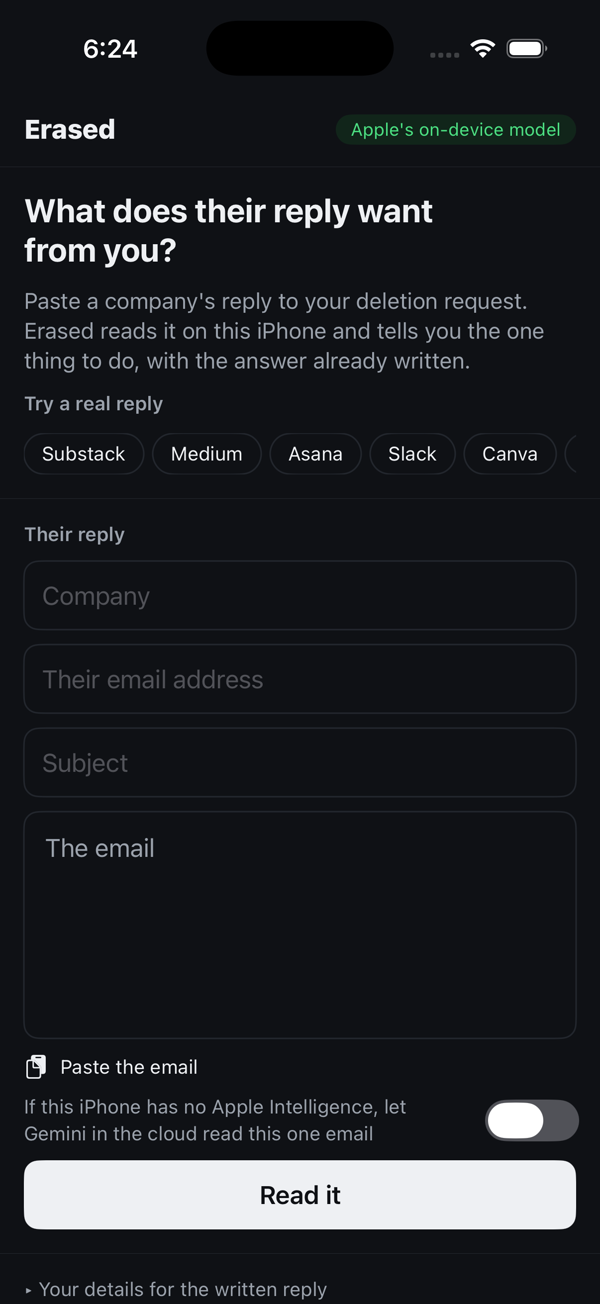 6:24
Erased
Apple's on-device model
What does their reply want
from you?
Paste a company's reply to your deletion request.
Erased reads it on this iPhone and tells you the one
thing to do, with the answer already written.
Try a real reply
Substack
Medium
Asana
Slack
Canva
Their reply
Company
Their email address
Subject
The email
Paste the email
If this iPhone has no Apple Intelligence, let
Gemini in the cloud read this one email
Read it
Your details for the written reply